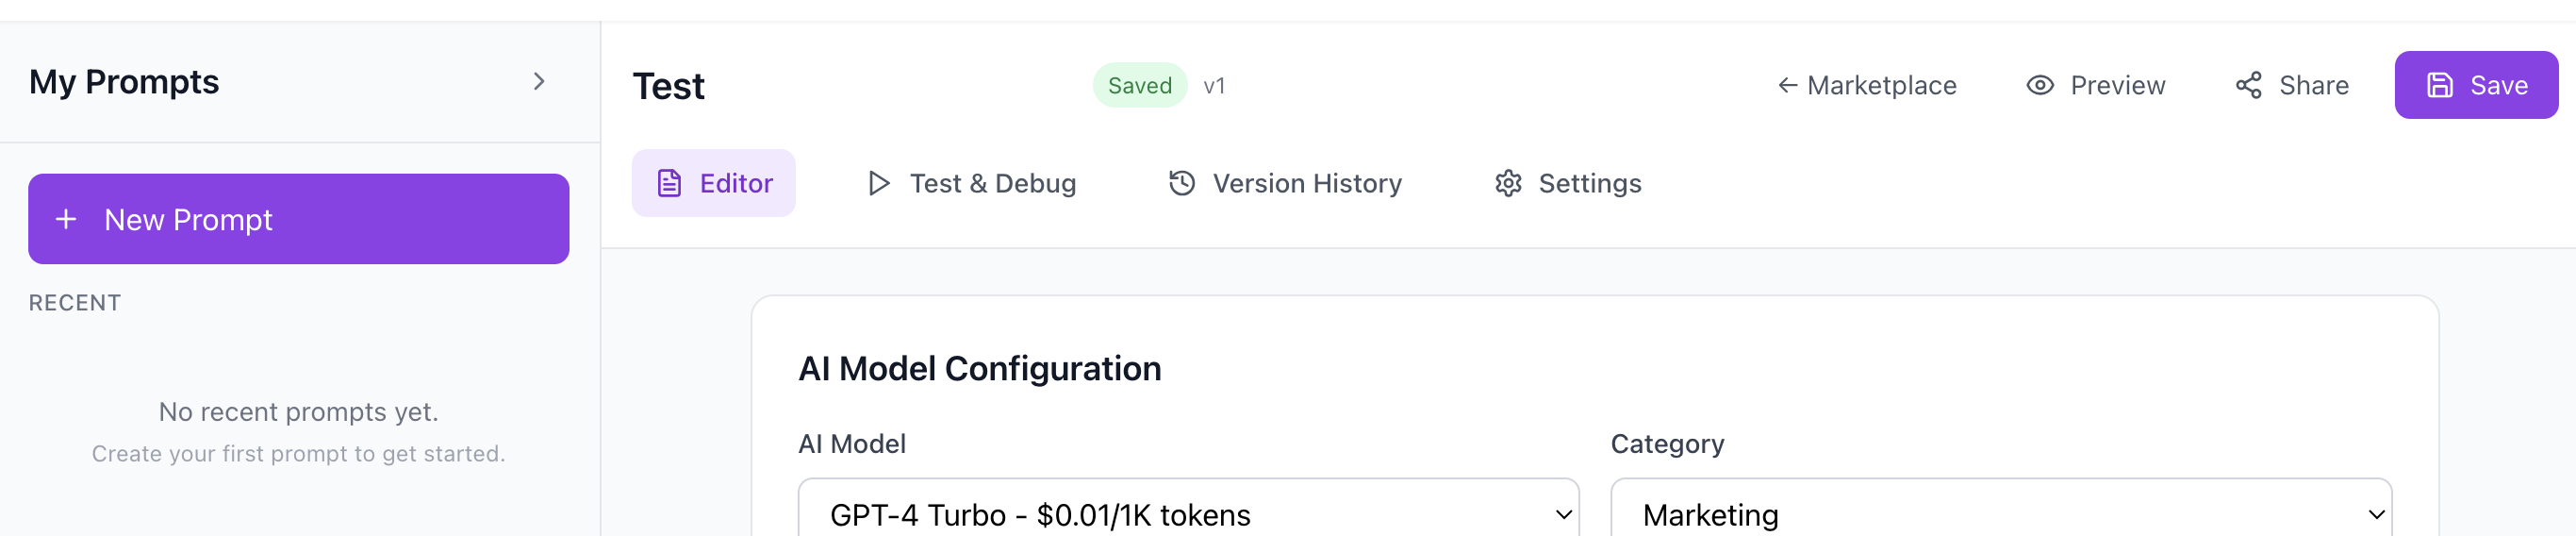 My Prompts
New Prompt
RECENT
No recent prompts yet.
Create your first prompt to get started.
Test
Saved
v1
← Marketplace
Preview
Share
Save
Editor
Test & Debug
Version History
Settings
AI Model Configuration
AI Model
GPT-4 Turbo - $0.01/1K tokens
Category
Marketing